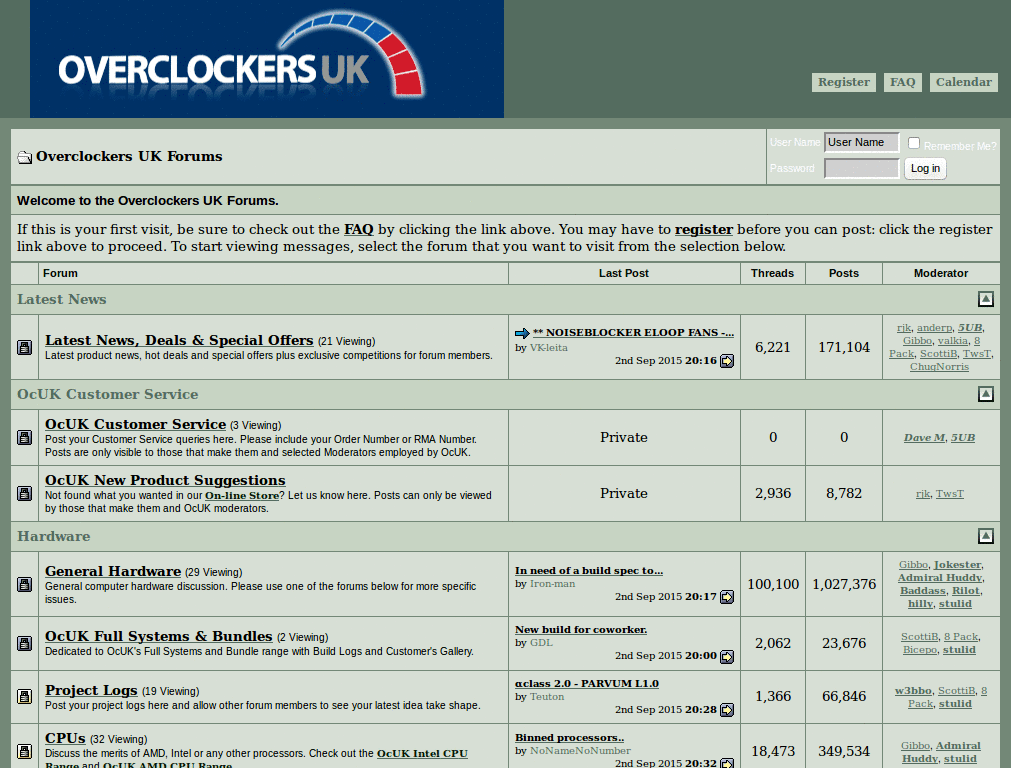 OVERCLOCKERS UK
Register FAQ Calendar
Overclockers UK Forums
User Name User Name Remember Me?
Password Log in
Welcome to the Overclockers UK Forums.
If this is your first visit, be sure to check out the FAQ by clicking the link above. You may have to register before you can post: click the register
link above to proceed. To start viewing messages, select the forum that you want to visit from the selection below.
Forum Last Post Threads Posts Moderator
Latest News
Latest News, Deals & Special Offers (21 Viewing)
Latest product news, hot deals and special offers plus exclusive competitions for forum members.
** NOISEBLOCKER ELOOP FANS -...
by VK-leita
2nd Sep 2015 20:16
6,221
171,104
rjk, anderp, 5UB,
Gibbo, valkia, 8
Pack, ScottiB, TwsT,
ChugNorris
OcUK Customer Service
OcUK Customer Service (3 Viewing)
Post your Customer Service queries here. Please include your Order Number or RMA Number.
Posts are only visible to those that make them and selected Moderators employed by OcUK.
Private
0
0
Dave M, 5UB
OcUK New Product Suggestions
Not found what you wanted in our On-line Store? Let us know here. Posts can only be viewed
by those that make them and OcUK moderators.
Private
2,936
8,782
rjk, TwsT
Hardware
General Hardware (29 Viewing)
General computer hardware discussion. Please use one of the forums below for more specific
issues.
In need of a build spec to...
by Iron-man
2nd Sep 2015 20:17
100,100
1,027,376
Gibbo, Jokester,
Admiral Huddy,
Baddass, Rilot,
hilly, stulid
OcUK Full Systems & Bundles (2 Viewing)
Dedicated to OcUK's Full Systems and Bundle range with Build Logs and Customer's Gallery.
New build for coworker.
by GDL
2nd Sep 2015 20:00
2,062
23,676
ScottiB, 8 Pack,
Bicepo, stulid
Project Logs (19 Viewing)
Post your project logs here and allow other forum members to see your latest idea take shape.
αclass 2.0 - PARVUM L1.0
by Teuton
2nd Sep 2015 20:28
1,366
66,846
w3bbo, ScottiB, 8
Pack, stulid
CPUs (32 Viewing)
Discuss the merits of AMD, Intel or any other processors. Check out the OcUK Intel CPU
Range and OcUK AMD CPU Range.
Binned processors..
by NoNameNoNumber
2nd Sep 2015 20:32
18,473
349,534
Gibbo, Admiral
Huddy, stulid